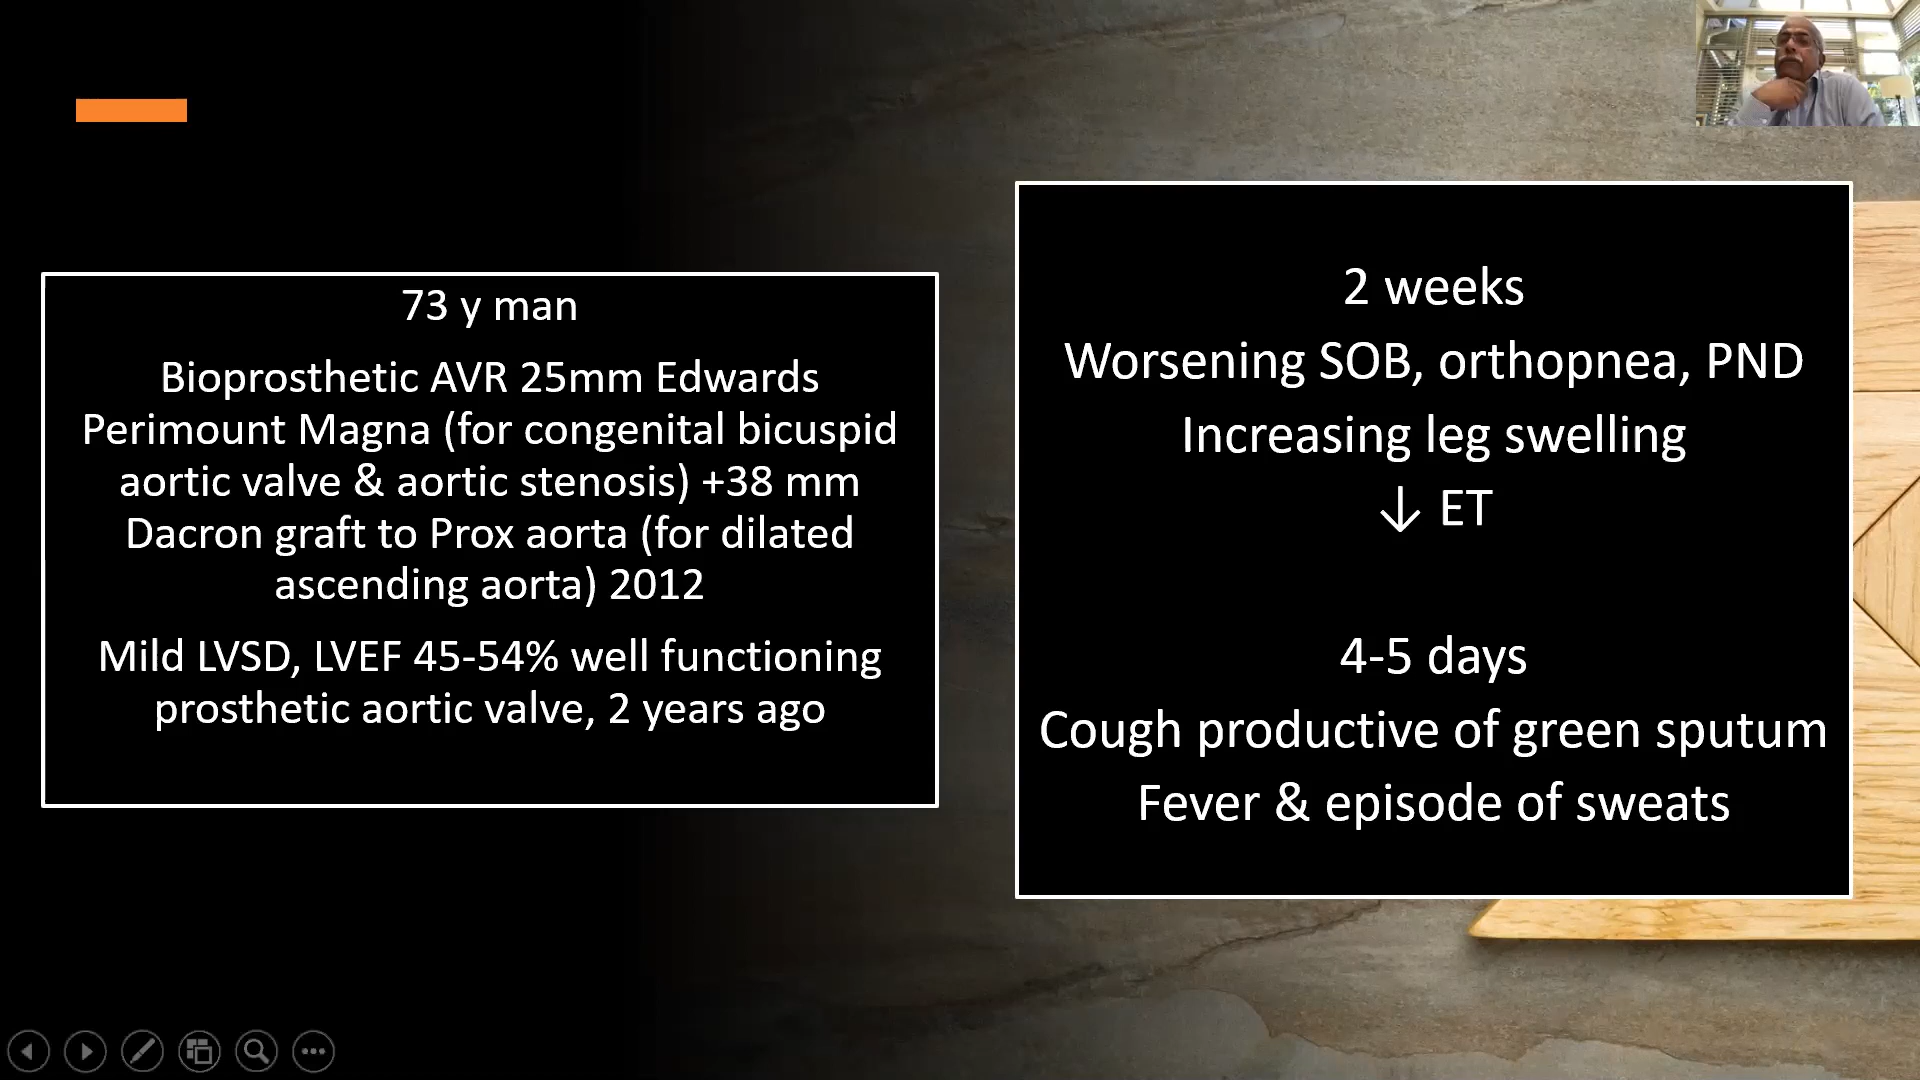 73 y man
Bioprosthetic AVR 25mm Edwards
Perimount Magna (for congenital bicuspid
aortic valve & aortic stenosis) +38 mm
Dacron graft to Prox aorta (for dilated
ascending aorta) 2012
Mild LVSD, LVEF 45-54% well functioning
prosthetic aortic valve, 2 years ago
2 weeks
Worsening SOB, orthopnea, PND
Increasing leg swelling
↓ ET
4-5 days
Cough productive of green sputum
Fever & episode of sweats